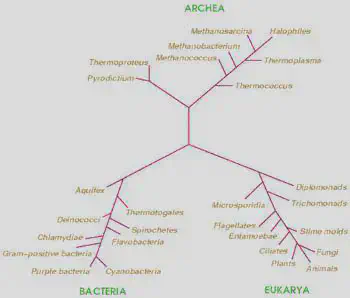 ARCHEA
Methanosarcina
Halophiles
Methanobacterium
Methanococcus
Thermoplasma
Thermoproteus
Pyrodictium
Thermococcus
Aquifex
Thermotogales
Deinococci
Spirochetes
Chlamydiae
Flavobacteria
Gram-positive bacteria
Purple bacteria
Cyanobacteria
BACTERIA
Diplomonads
Trichomonads
Microsporidia
Flagellates
Entamoebae
Slime molds
Ciliates
Fungi
Plants
Animals
EUKARYA